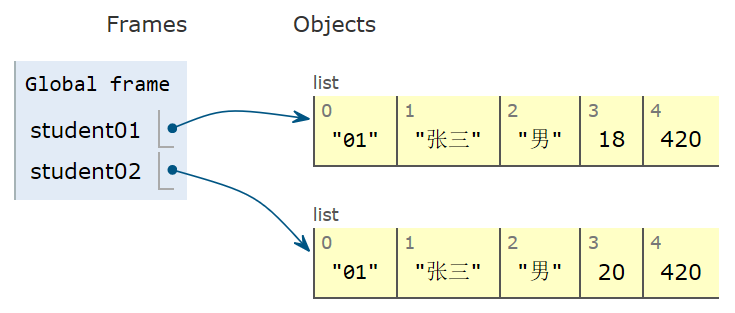 Frames Objects
Global frame
student01
student02
list
0 1 2 3 4
"01" "张三" "男" 18 420
list
0 1 2 3 4
"01" "张三" "男" 20 420